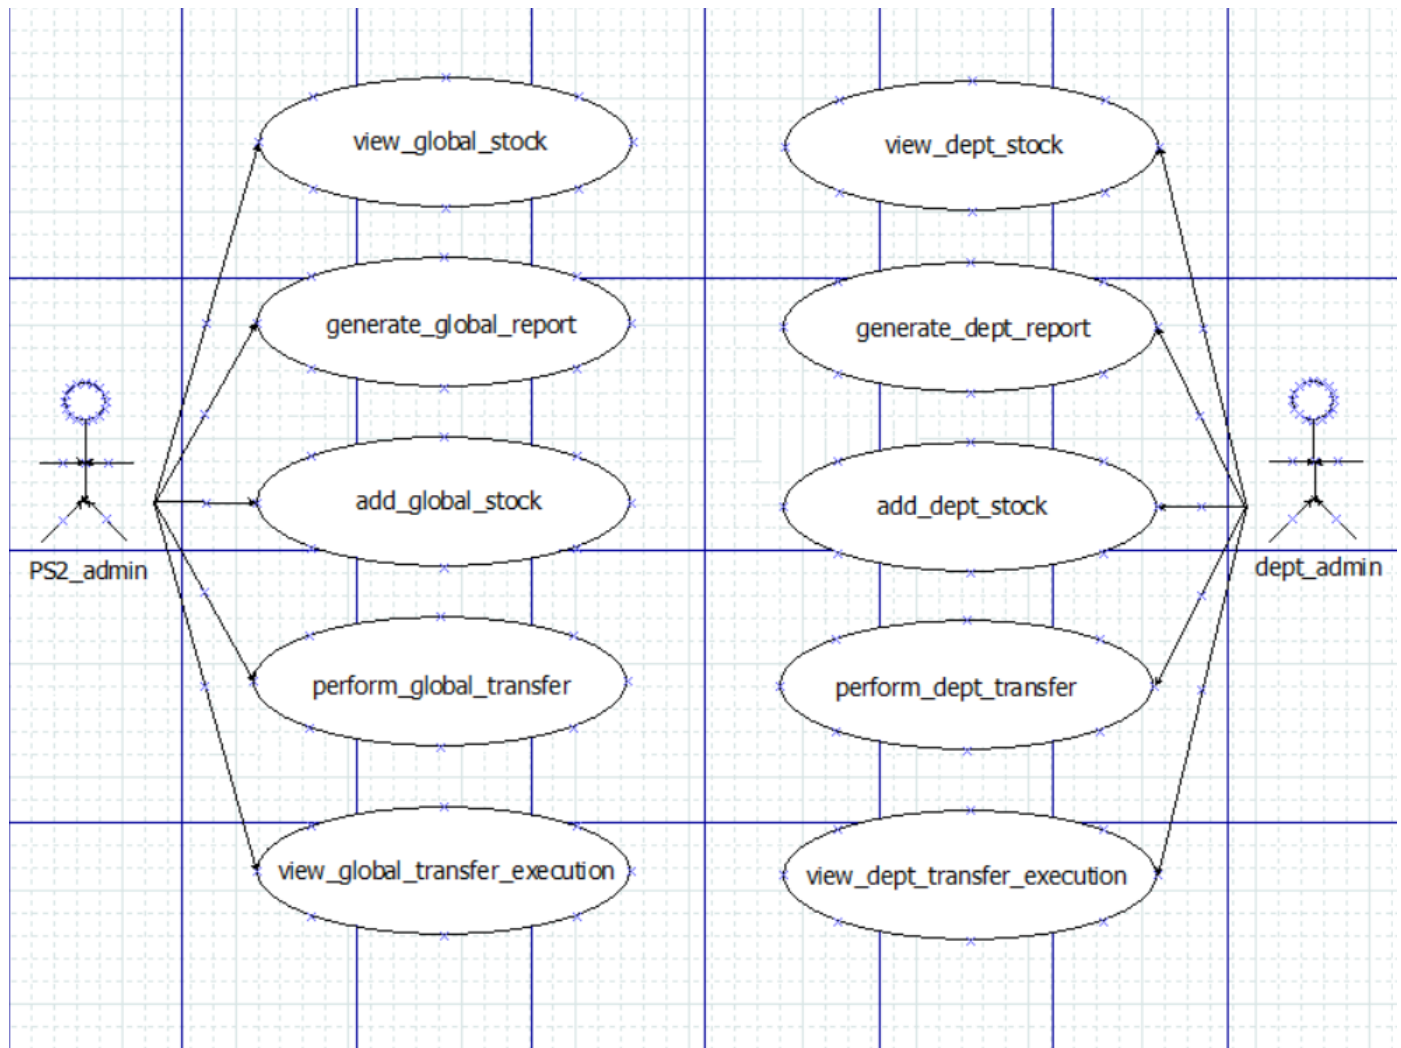 view_global_stock
view_dept_stock
generate_global_report
generate_dept_report
add_global_stock
add_dept_stock
PS2_admin
dept_admin
perform_global_transfer
perform_dept_transfer
view_global_transfer_execution
view_dept_transfer_execution